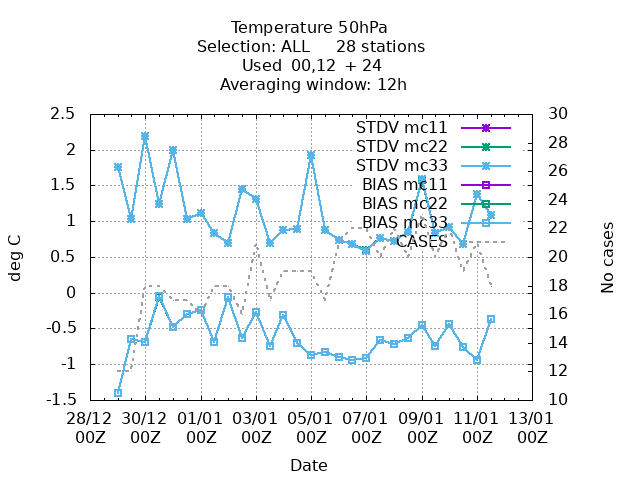 Temperature 50hPa
Selection: ALL 28 stations
Used 00,12 + 24
Averaging window: 12h
2.5
2
1.5
1
0.5
0
-0.5
-1
-1.5
deg C
30
28
26
24
22
20
18
16
14
12
10
No cases
STDV mc11
STDV mc22
STDV mc33
BIAS mc11
BIAS mc22
BIAS mc33
CASES
28/12 30/12 01/01 03/01 05/01 07/01 09/01 11/01 13/01
00Z 00Z 00Z 00Z 00Z 00Z 00Z 00Z 00Z
Date